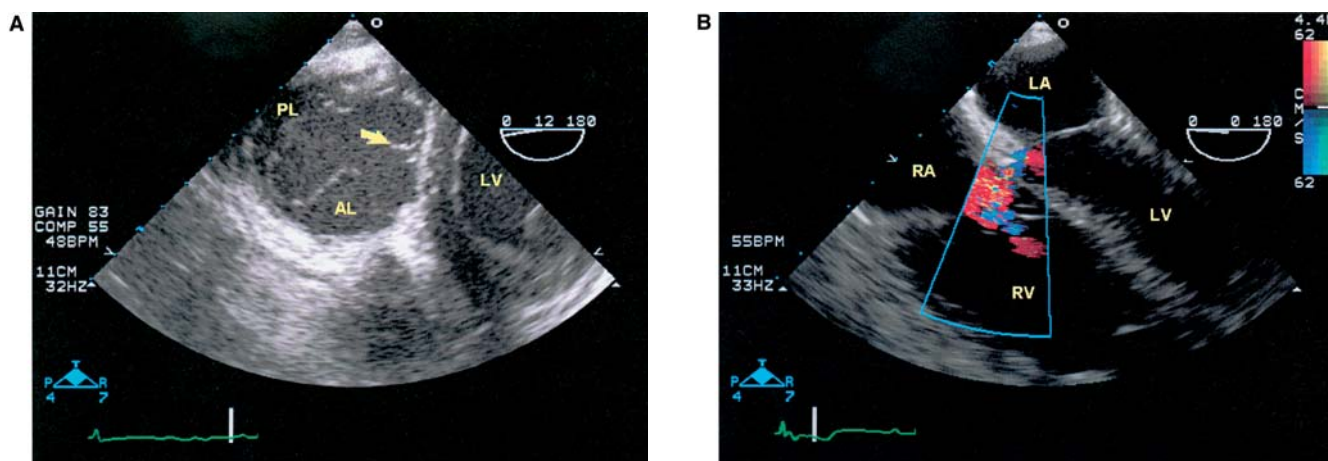 A
PL
LV
AL
0 12 180
GAIN 83
COMP 55
48BPM
11CM
32HZ
T
P R
4 7
B
LA
RA
LV
RV
0 0 180
62
CM/S
62
55BPM
11CM
33HZ
T
P R
4 7